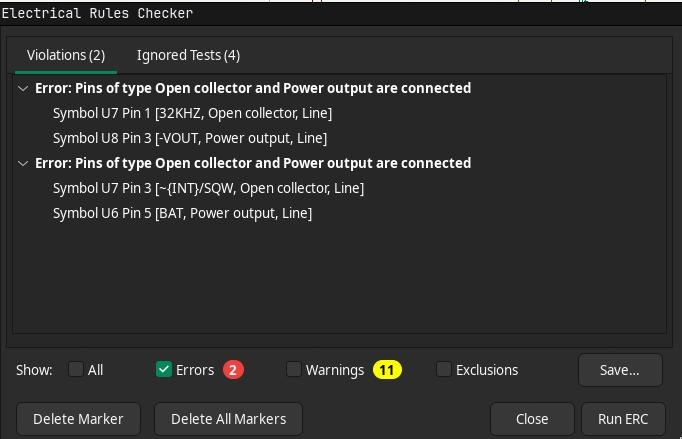 Electrical Rules Checker
Violations (2) Ignored Tests (4)
Error: Pins of type Open collector and Power output are connected
Symbol U7 Pin 1 [32KHZ, Open collector, Line]
Symbol U8 Pin 3 [-VOUT, Power output, Line]
Error: Pins of type Open collector and Power output are connected
Symbol U7 Pin 3 [~{INT}/SQW, Open collector, Line]
Symbol U6 Pin 5 [BAT, Power output, Line]
Show: All Errors 2 Warnings 11 Exclusions Save...
Delete Marker Delete All Markers Close Run ERC